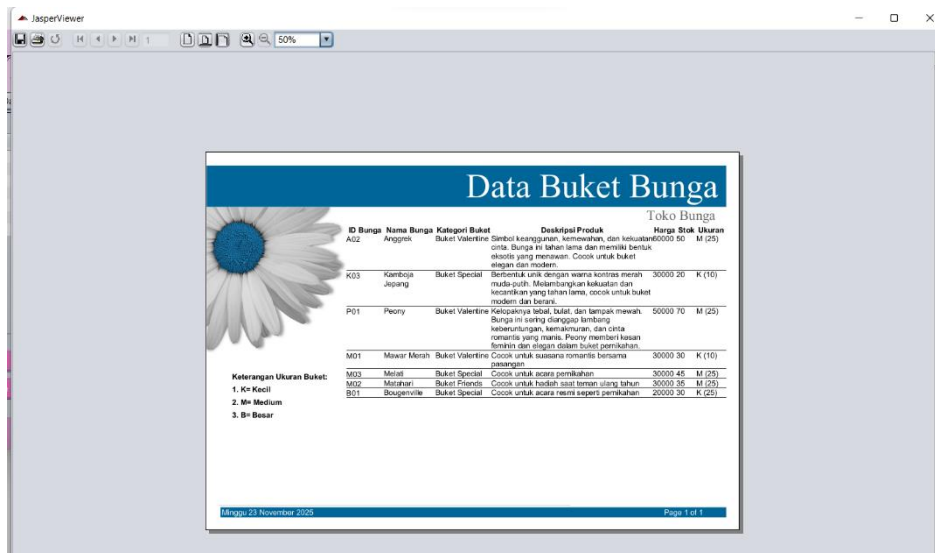 JasperViewer
1
50%
Data Buket Bunga
Toko Bunga
ID Bunga Nama Bunga Kategori Buket Deskripsi Produk Harga Stok Ukuran
A02 Anggrek Buket Valentine Simbol keanggunan, kemewahan, dan kekuatan 60000 50 M (25)
cinta. Bunga ini tahan lama dan memiliki bentuk
eksotis yang menawan. Cocok untuk buket
elegan dan modern.
K03 Kamboja Buket Special Berbentuk unik dengan warna kontras merah 30000 20 K (10)
Jepang muda-putih. Melambangkan kekuatan dan
kecantikan yang tahan lama, cocok untuk buket
modern dan berani.
P01 Peony Buket Valentine Kelopaknya tebal, bulat, dan tampak mewah. 50000 70 M (25)
Bunga ini sering dianggap lambang
keberuntungan, kemakmuran, dan cinta
romantis yang manis. Peony memberi kesan
feminin dan elegan dalam buket pernikahan.
M01 Mawar Merah Buket Valentine Cocok untuk suasana romantis bersama 30000 30 K (10)
pasangan
M03 Melati Buket Special Cocok untuk acara pernikahan 30000 45 M (25)
M02 Matahari Buket Friends Cocok untuk hadiah saat teman ulang tahun 30000 35 M (25)
B01 Bougenville Buket Special Cocok untuk acara resmi seperti pernikahan 20000 30 K (25)
Keterangan Ukuran Buket:
1. K= Kecil
2. M= Medium
3. B= Besar
Minggu 23 November 2025 Page 1 of 1